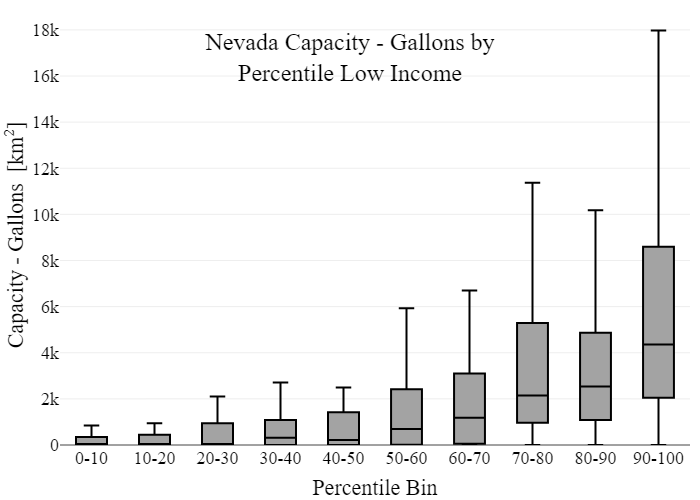 Nevada Capacity - Gallons by
Percentile Low Income
Capacity - Gallons [km²]
18k
16k
14k
12k
10k
8k
6k
4k
2k
0
0-10 10-20 20-30 30-40 40-50 50-60 60-70 70-80 80-90 90-100
Percentile Bin